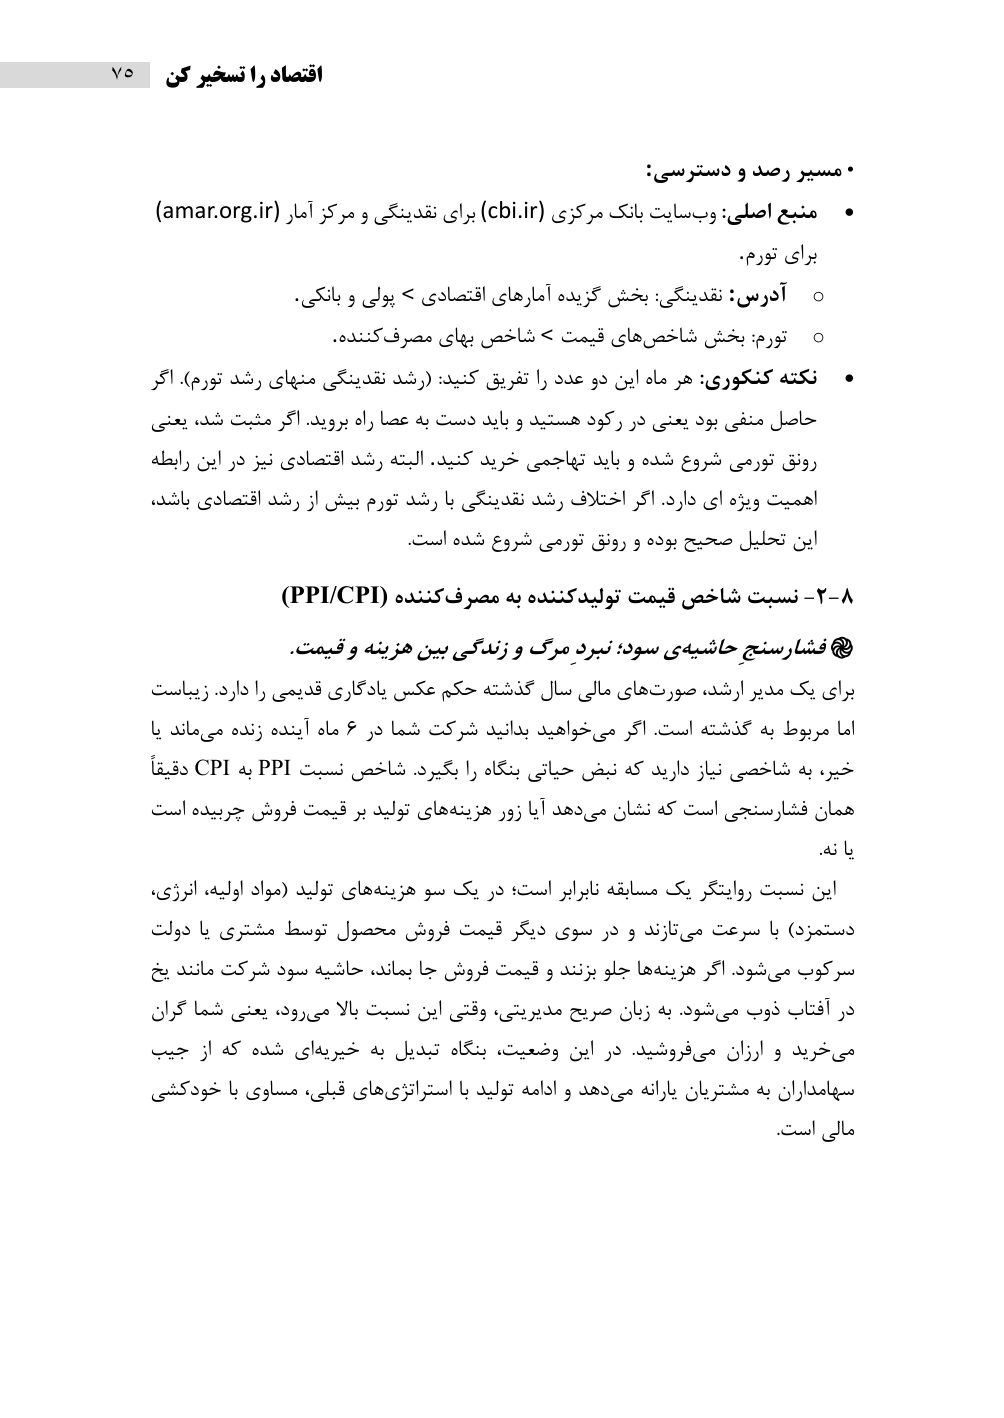 اقتصاد را تسخیر کن ۷۵
• مسیر رصد و دسترسی:
• منبع اصلی: وب‌سایت بانک مرکزی (cbi.ir) برای نقدینگی و مرکز آمار (amar.org.ir)
برای تورم.
○ آدرس: نقدینگی: بخش گزیده آمارهای اقتصادی > پولی و بانکی.
○ تورم: بخش شاخص‌های قیمت > شاخص بهای مصرف‌کننده.
• نکته کنکوری: هر ماه این دو عدد را تفریق کنید: (رشد نقدینگی منهای رشد تورم). اگر
حاصل منفی بود یعنی در رکود هستید و باید دست به عصا راه بروید. اگر مثبت شد، یعنی
رونق تورمی شروع شده و باید تهاجمی خرید کنید. البته رشد اقتصادی نیز در این رابطه
اهمیت ویژه ای دارد. اگر اختلاف رشد نقدینگی با رشد تورم بیش از رشد اقتصادی باشد،
این تحلیل صحیح بوده و رونق تورمی شروع شده است.
۲-۸- نسبت شاخص قیمت تولیدکننده به مصرف‌کننده (PPI/CPI)
فشارسنجِ حاشیه‌ی سود؛ نبردِ مرگ و زندگی بین هزینه و قیمت.
برای یک مدیر ارشد، صورت‌های مالی سال گذشته حکم عکس یادگاری قدیمی را دارد. زیباست
اما مربوط به گذشته است. اگر می‌خواهید بدانید شرکت شما در ۶ ماه آینده زنده می‌ماند یا
خیر، به شاخصی نیاز دارید که نبض حیاتی بنگاه را بگیرد. شاخص نسبت PPI به CPI دقیقاً
همان فشارسنجی است که نشان می‌دهد آیا زور هزینه‌های تولید بر قیمت فروش چربیده است
یا نه.
این نسبت روایتگر یک مسابقه نابرابر است؛ در یک سو هزینه‌های تولید (مواد اولیه، انرژی،
دستمزد) با سرعت می‌تازند و در سوی دیگر قیمت فروش محصول توسط مشتری یا دولت
سرکوب می‌شود. اگر هزینه‌ها جلو بزنند و قیمت فروش جا بماند، حاشیه سود شرکت مانند یخ
در آفتاب ذوب می‌شود. به زبان صریح مدیریتی، وقتی این نسبت بالا می‌رود، یعنی شما گران
می‌خرید و ارزان می‌فروشید. در این وضعیت، بنگاه تبدیل به خیریه‌ای شده که از جیب
سهامداران به مشتریان یارانه می‌دهد و ادامه تولید با استراتژی‌های قبلی، مساوی با خودکشی
مالی است.